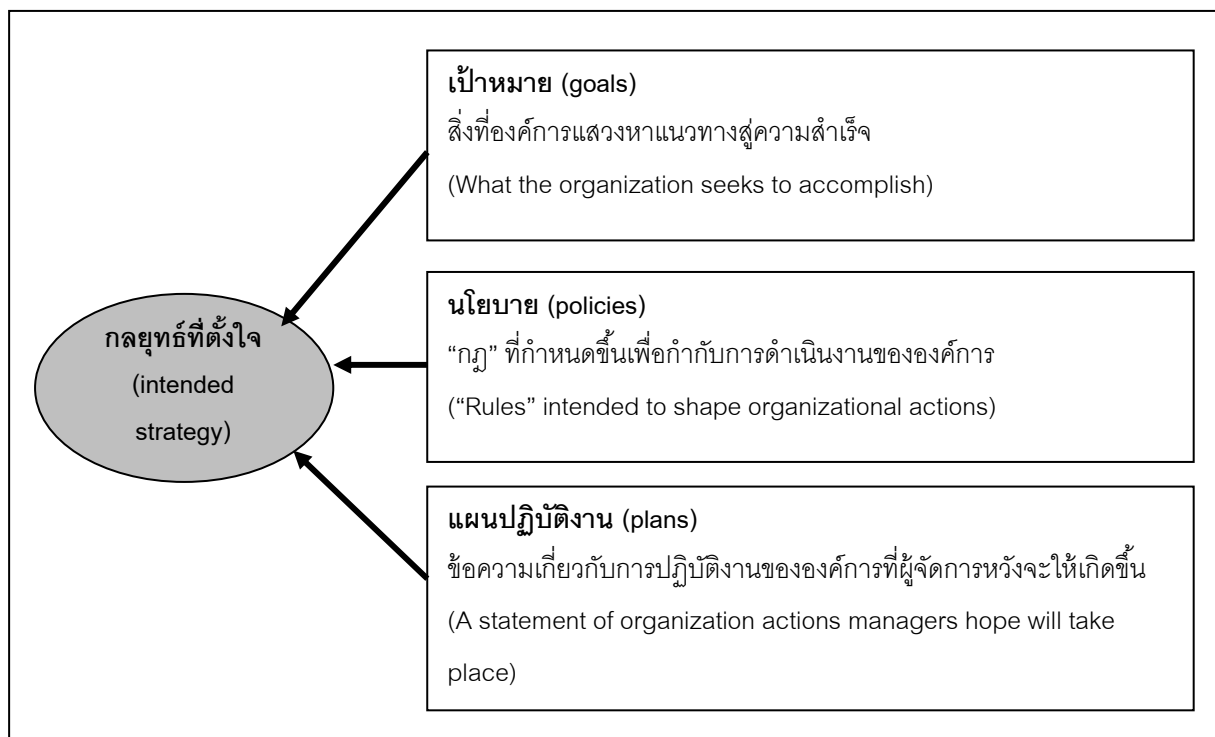 เป้าหมาย (goals)
สิ่งที่องค์การแสวงหาแนวทางสู่ความสำเร็จ
(What the organization seeks to accomplish)
กลยุทธ์ที่ตั้งใจ
(intended
strategy)
นโยบาย (policies)
“กฎ” ที่กำหนดขึ้นเพื่อกำกับการดำเนินงานขององค์การ
(“Rules” intended to shape organizational actions)
แผนปฏิบัติงาน (plans)
ข้อความเกี่ยวกับการปฏิบัติงานขององค์การที่ผู้จัดการหวังจะให้เกิดขึ้น
(A statement of organization actions managers hope will take
place)